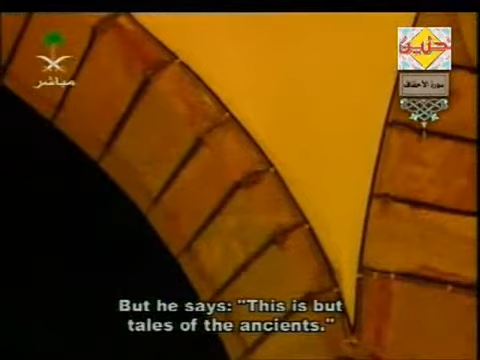 مباشر
سورة الأحقاف
But he says: "This is but
tales of the ancients."